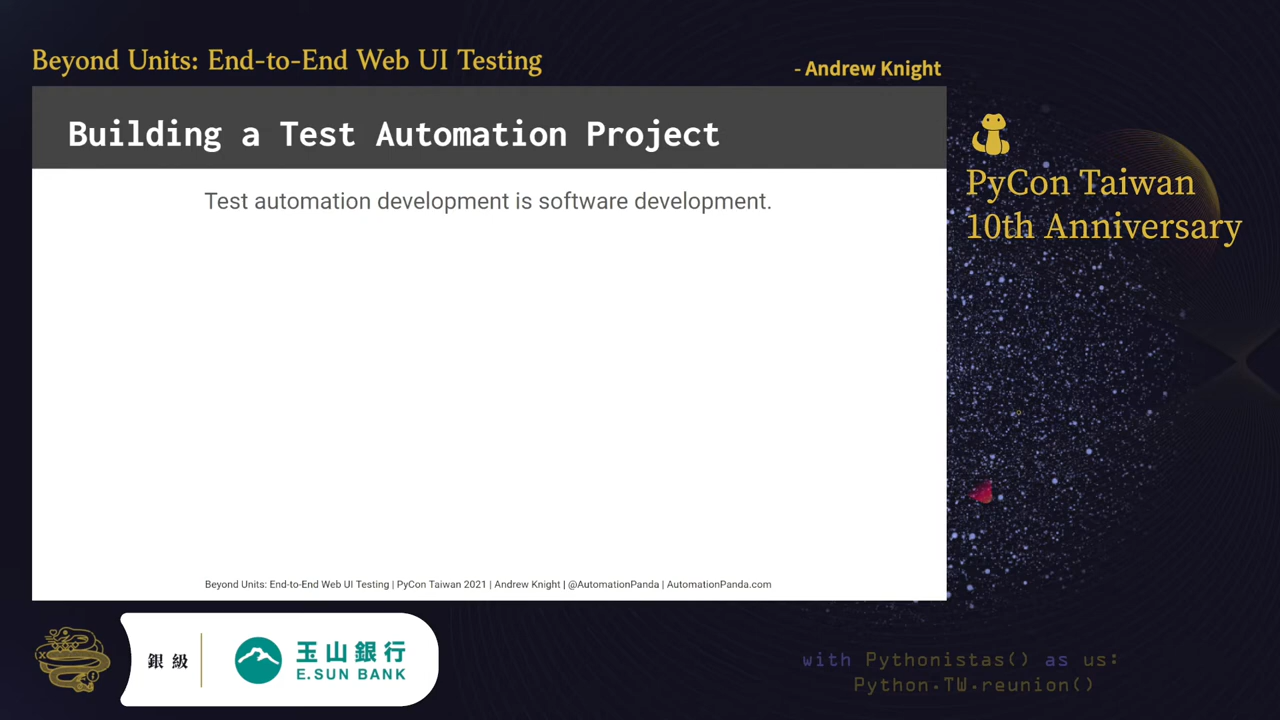 Beyond Units: End-to-End Web UI Testing
- Andrew Knight
Building a Test Automation Project
Test automation development is software development.
Beyond Units: End-to-End Web UI Testing | PyCon Taiwan 2021 | Andrew Knight | @AutomationPanda | AutomationPanda.com
PyCon Taiwan
10th Anniversary
銀級
玉山銀行
E.SUN BANK
with Pythonistas() as us:
Python.TW.reunion()